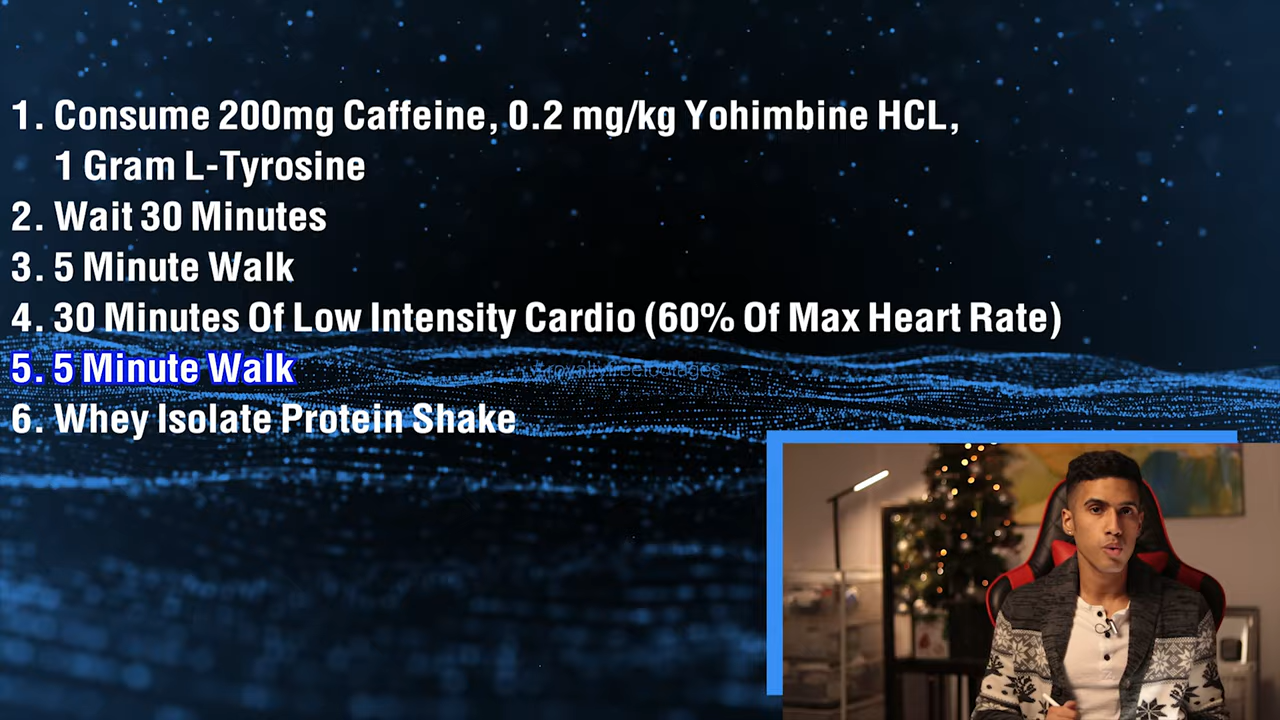 1. Consume 200mg Caffeine, 0.2 mg/kg Yohimbine HCL,
1 Gram L-Tyrosine
2. Wait 30 Minutes
3. 5 Minute Walk
4. 30 Minutes Of Low Intensity Cardio (60% Of Max Heart Rate)
5. 5 Minute Walk
royaltyfreefootages
6. Whey Isolate Protein Shake